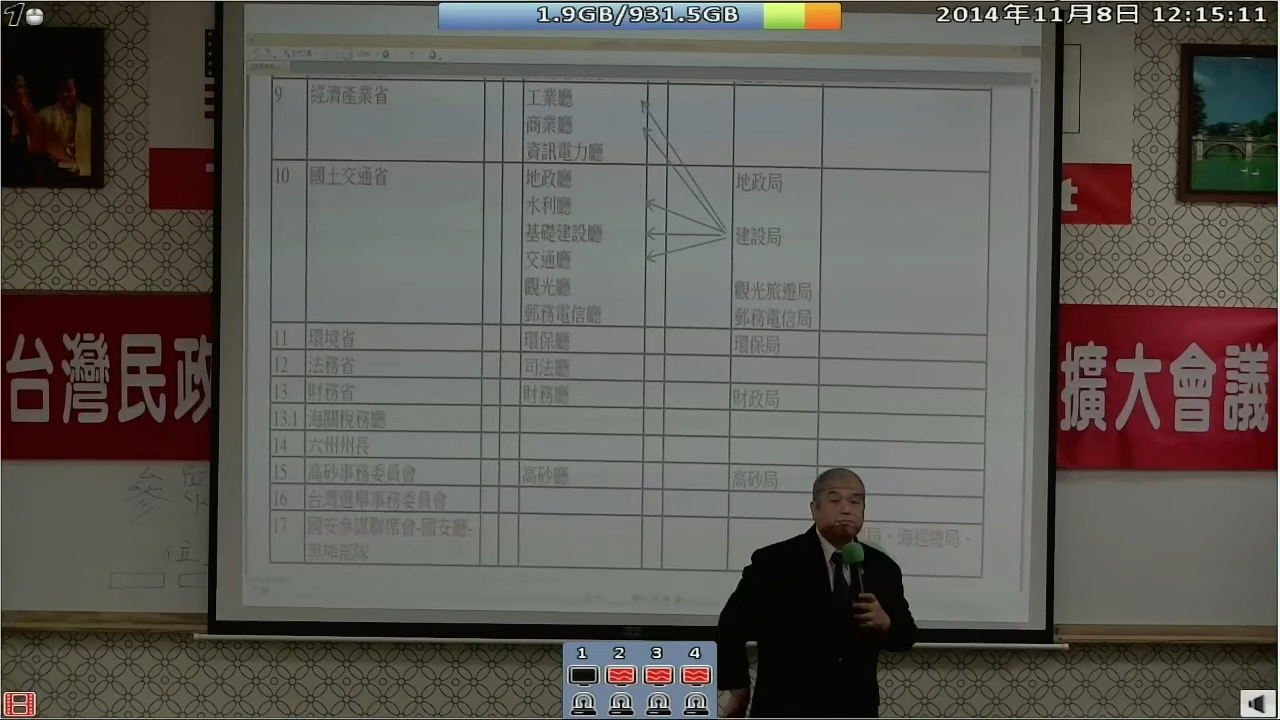 1
1.9GB/931.5GB
2014年11月8日 12:15:11
9 經濟產業省 工業廳
商業廳
資訊電力廳
10 國土交通省 地政廳 地政局
水利廳
基礎建設廳 建設局
交通廳
觀光廳 觀光旅遊局
郵務電信廳 郵務電信局
11 環境省 環保廳 環保局
12 法務省 司法廳
13 財務省 財務廳 財政局
13.1 海關稅務廳
14 六州州長
15 高砂事務委員會 高砂廳 高砂局
16 台灣選舉事務委員會
17 國安參謀聯席會-國安廳- 局、海巡總局、
部隊
t
台灣民政
擴大會議
參眾
位
1 2 3 4